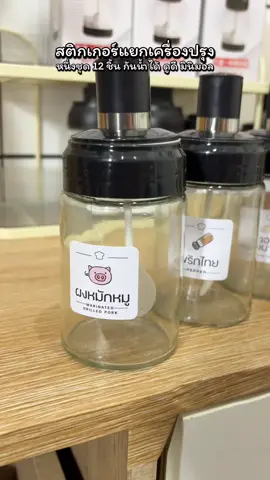 สติกเกอร์แยกเครื่องปรุง
หนึ่งชุด 12 ชิ้น กันน้ำได้ ดูดี มินิมอล
ผงหมักหมู
MARINATED
GRILLED PORK
พริกไทย
PEPPER